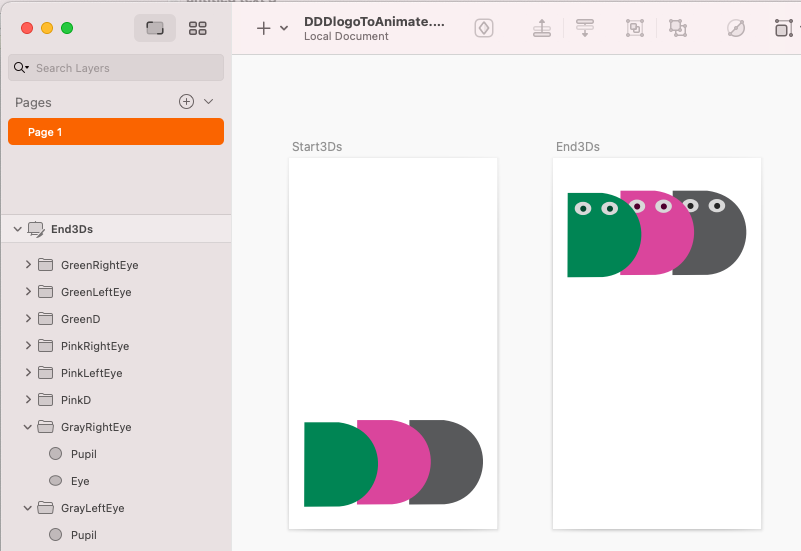 DDDlogoToAnimate....
Local Document
Search Layers
Pages
Page 1
End3Ds
GreenRightEye
GreenLeftEye
GreenD
PinkRightEye
PinkLeftEye
PinkD
GrayRightEye
Pupil
Eye
GrayLeftEye
Pupil
Start3Ds
End3Ds